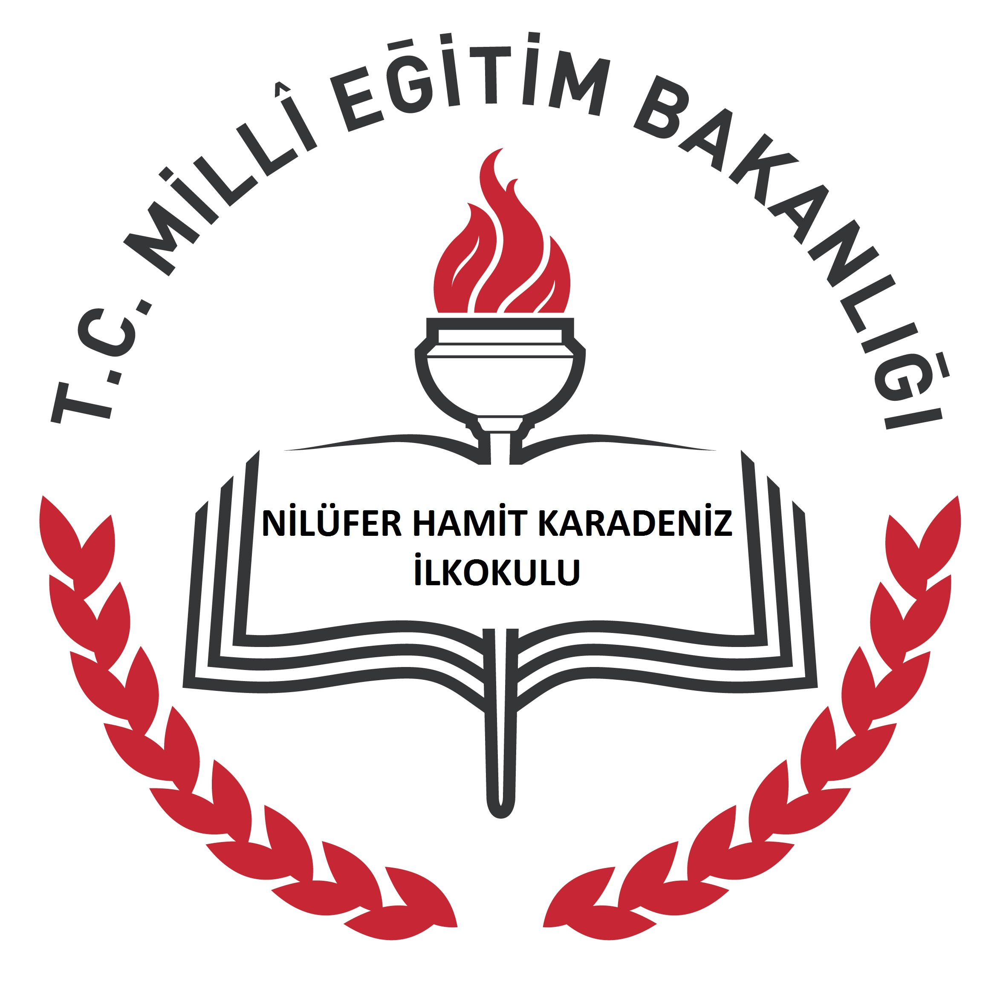 T.C. MİLLÎ EĞİTİM BAKANLIĞI
NİLÜFER HAMİT KARADENİZ
İLKOKULU